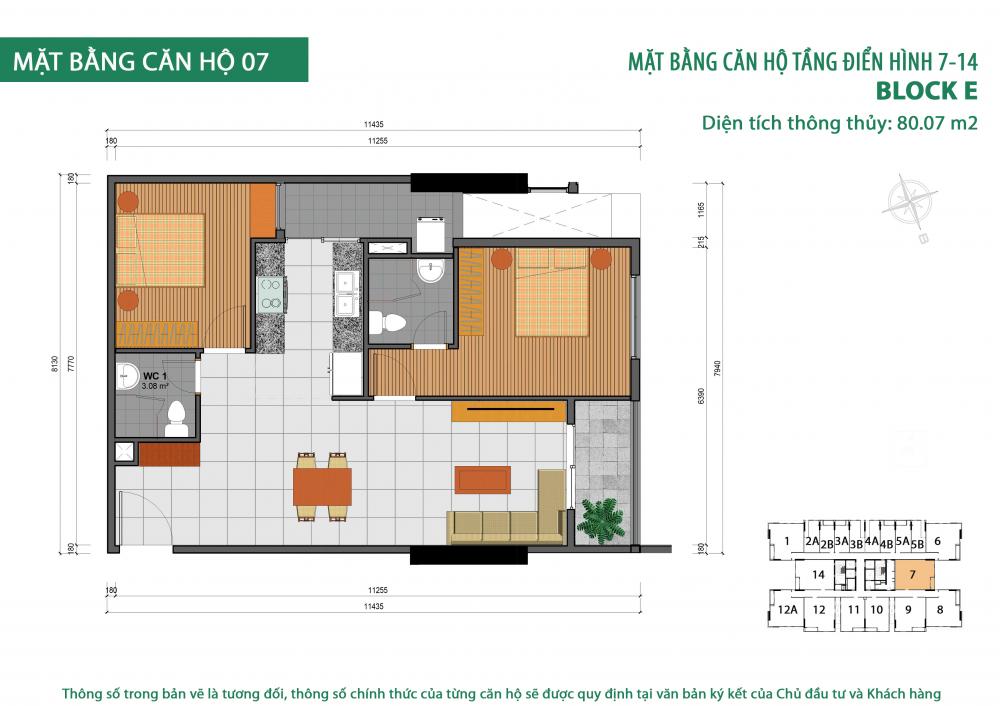 MẶT BẰNG CĂN HỘ 07
MẶT BẰNG CĂN HỘ TẦNG ĐIỂN HÌNH 7-14
BLOCK E
Diện tích thông thủy: 80.07 m2
11435
180 11255
180
8130
7770
180
1165
215
7940
6390
180
B
WC 1
3.08 m²
180 11255
11435
1 2A 2B 3A 3B 4A 4B 5A 5B 6
14 7
12A 12 11 10 9 8
Thông số trong bản vẽ là tương đối, thông số chính thức của từng căn hộ sẽ được quy định tại văn bản ký kết của Chủ đầu tư và Khách hàng